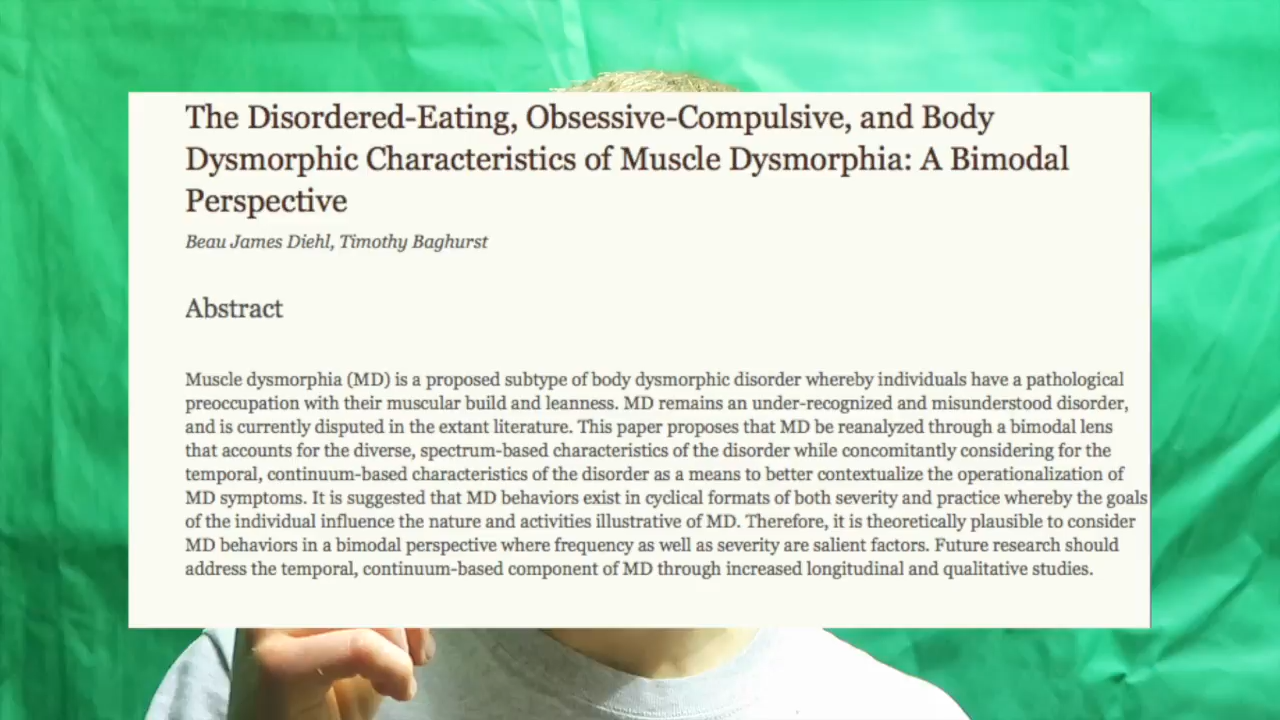 The Disordered-Eating, Obsessive-Compulsive, and Body
Dysmorphic Characteristics of Muscle Dysmorphia: A Bimodal
Perspective
Beau James Diehl, Timothy Baghurst
Abstract
Muscle dysmorphia (MD) is a proposed subtype of body dysmorphic disorder whereby individuals have a pathological
preoccupation with their muscular build and leanness. MD remains an under-recognized and misunderstood disorder,
and is currently disputed in the extant literature. This paper proposes that MD be reanalyzed through a bimodal lens
that accounts for the diverse, spectrum-based characteristics of the disorder while concomitantly considering for the
temporal, continuum-based characteristics of the disorder as a means to better contextualize the operationalization of
MD symptoms. It is suggested that MD behaviors exist in cyclical formats of both severity and practice whereby the goals
of the individual influence the nature and activities illustrative of MD. Therefore, it is theoretically plausible to consider
MD behaviors in a bimodal perspective where frequency as well as severity are salient factors. Future research should
address the temporal, continuum-based component of MD through increased longitudinal and qualitative studies.